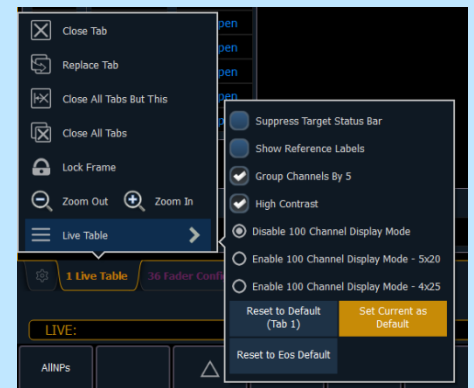 Close Tab
Replace Tab
Close All Tabs But This
Close All Tabs
Lock Frame
Zoom Out
Zoom In
Live Table
pen
pen
pen
pen
Suppress Target Status Bar
Show Reference Labels
Group Channels By 5
High Contrast
Disable 100 Channel Display Mode
Enable 100 Channel Display Mode - 5x20
Enable 100 Channel Display Mode - 4x25
Reset to Default
(Tab 1)
Set Current as
Default
Reset to Eos Default
1 Live Table
36 Fader Confi
LIVE:
AllNPs